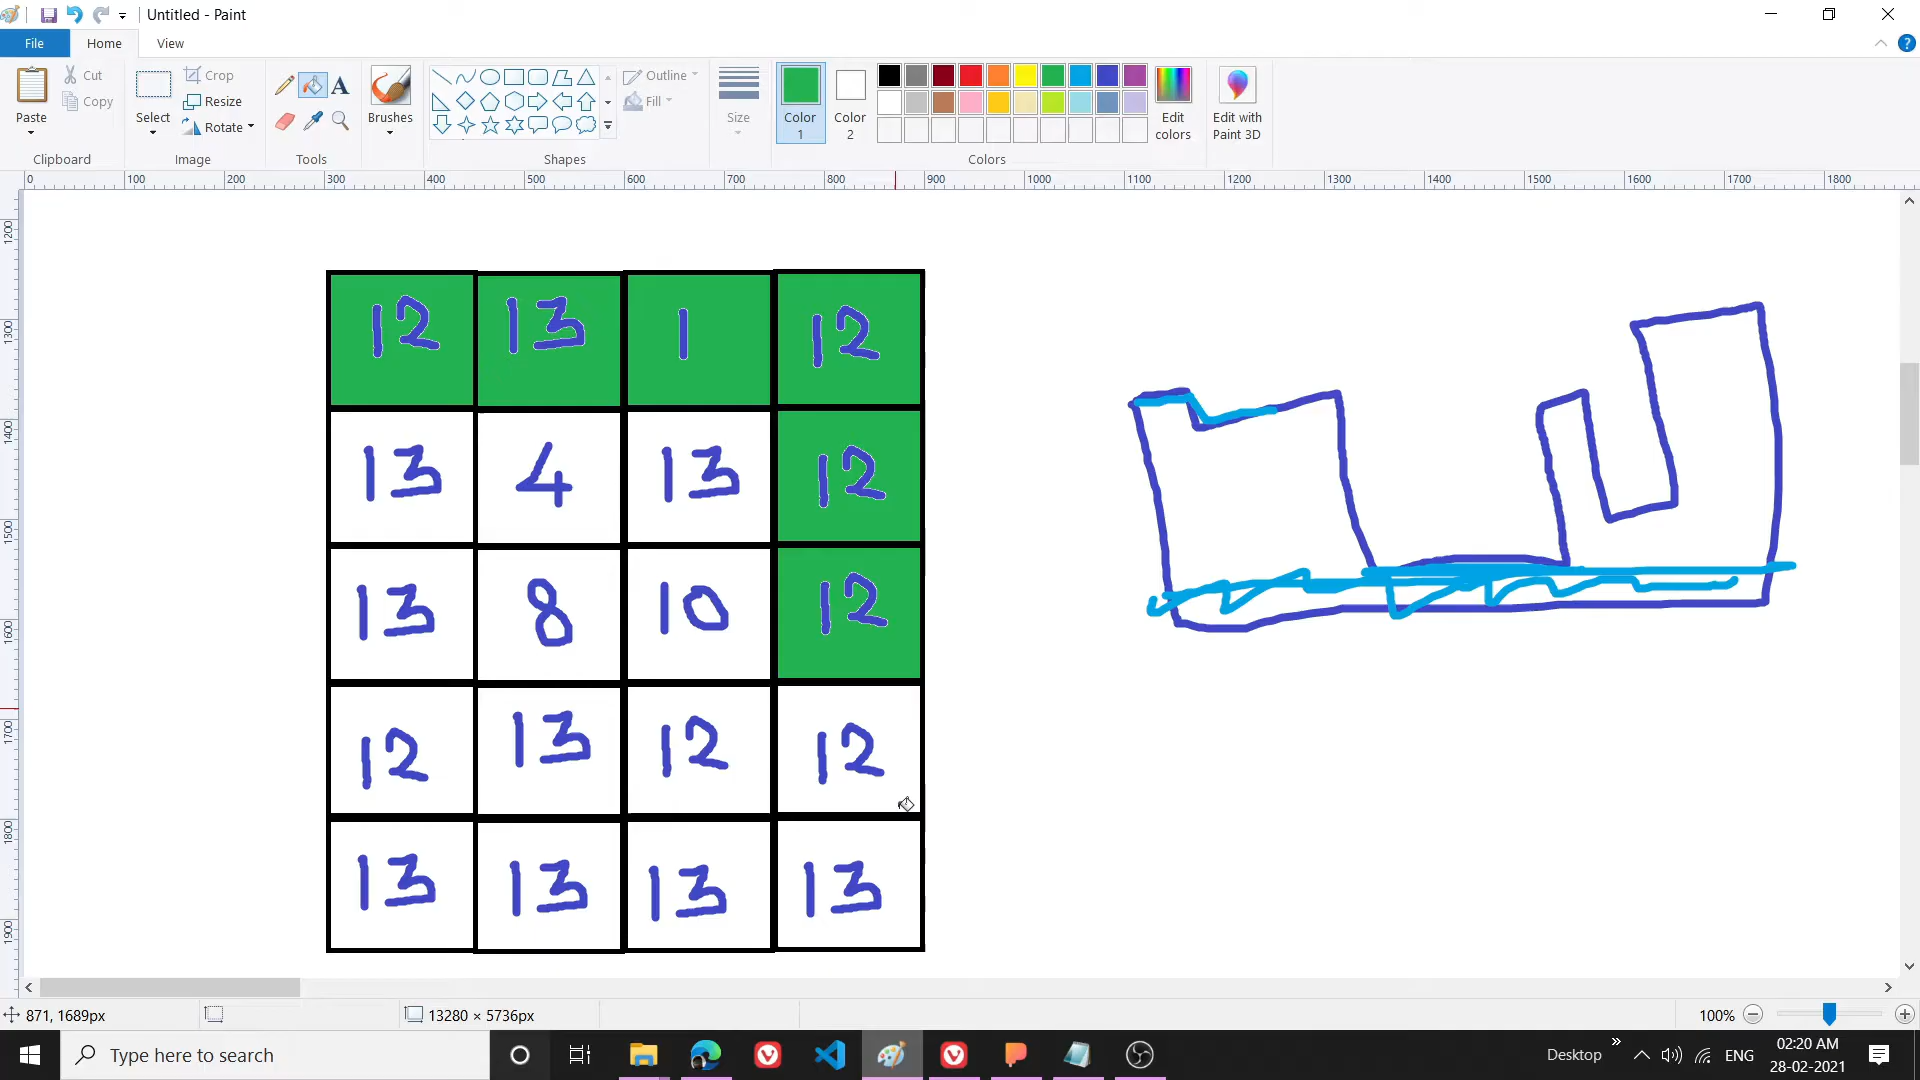 Untitled - Paint
File Home View
Paste
Cut
Copy
Clipboard
Select
Crop
Resize
Rotate
Image
A
Tools
Brushes
Outline
Fill
Shapes
Size
Color 1
Color 2
Edit colors
Edit with Paint 3D
Colors
0 100 200 300 400 500 600 700 800 900 1000 1100 1200 1300 1400 1500 1600 1700 1800
1200
1300
1400
1500
1600
1700
1800
1900
12 13 1 12
13 4 13 12
13 8 10 12
12 13 12 12
13 13 13 13
871, 1689px
13280 × 5736px
100%
Type here to search
Desktop
ENG
02:20 AM
28-02-2021